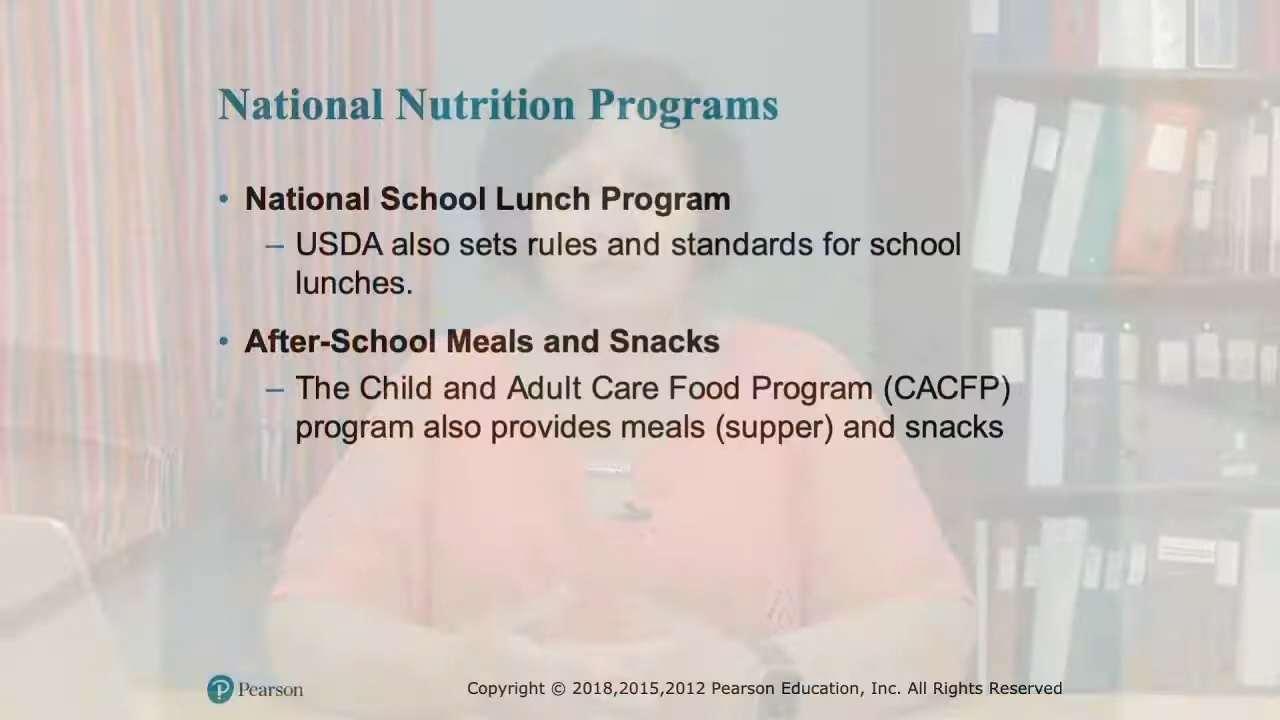 National Nutrition Programs
• National School Lunch Program
– USDA also sets rules and standards for school
lunches.
• After-School Meals and Snacks
– The Child and Adult Care Food Program (CACFP)
program also provides meals (supper) and snacks
Pearson
Copyright © 2018,2015,2012 Pearson Education, Inc. All Rights Reserved